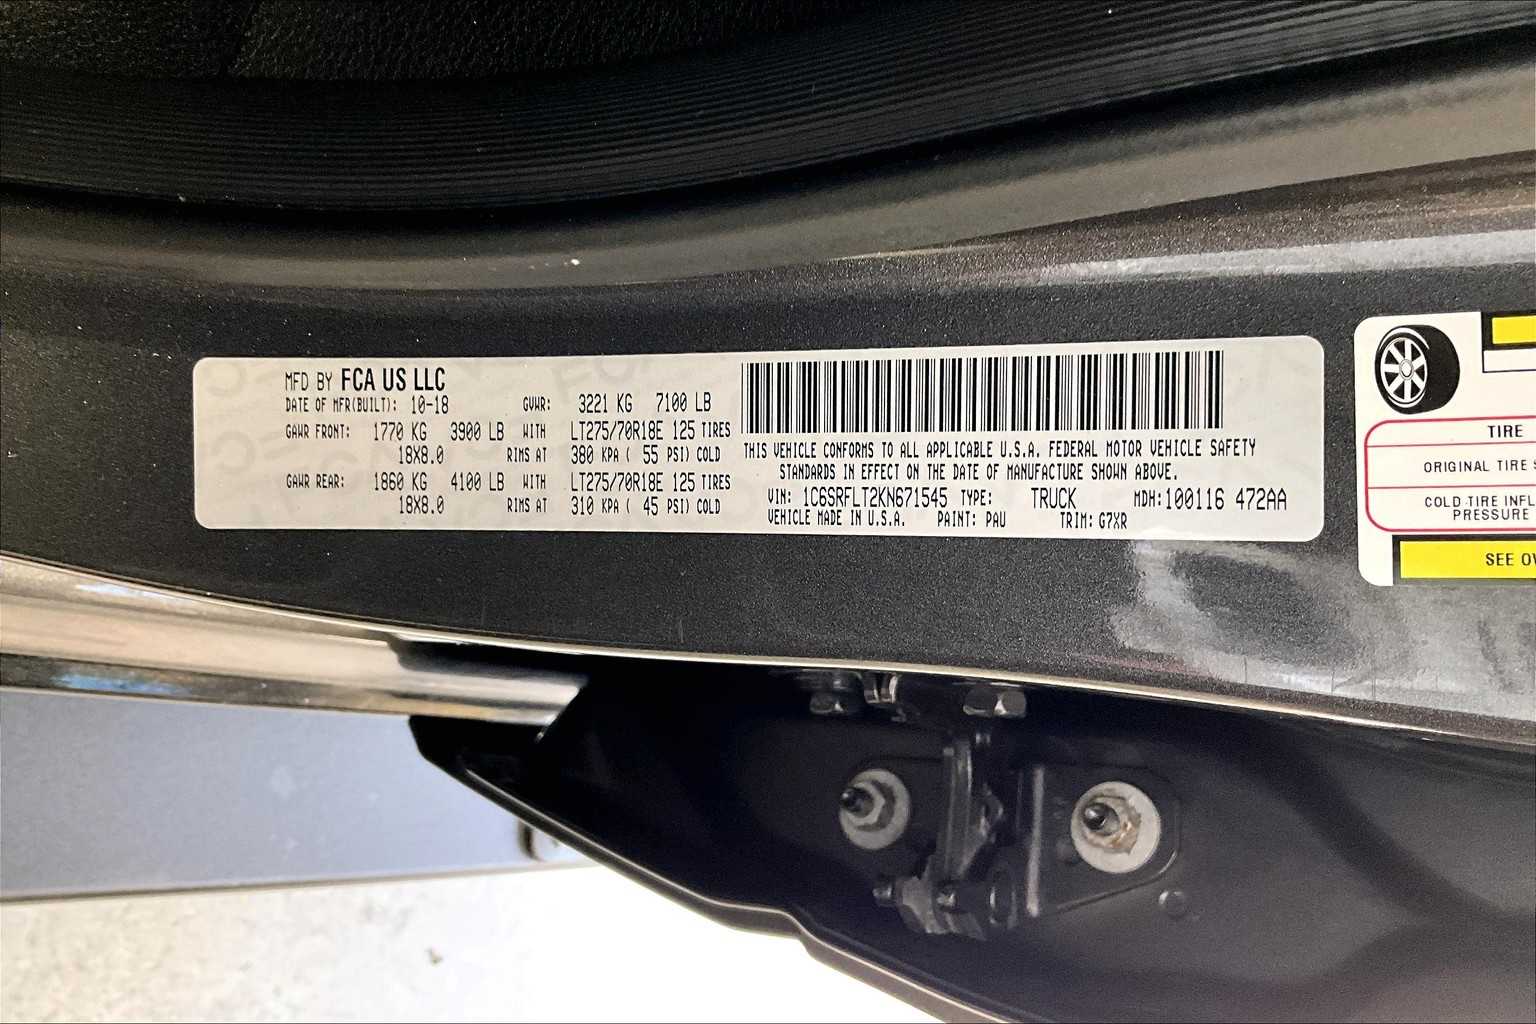 MFD BY FCA US LLC
DATE OF MFR(BUILT): 10-18 GVWR: 3221 KG 7100 LB
GAWR FRONT: 1770 KG 3900 LB WITH LT275/70R18E 125 TIRES
18X8.0 RIMS AT 380 KPA ( 55 PSI) COLD
GAWR REAR: 1860 KG 4100 LB WITH LT275/70R18E 125 TIRES
18X8.0 RIMS AT 310 KPA ( 45 PSI) COLD
THIS VEHICLE CONFORMS TO ALL APPLICABLE U.S.A. FEDERAL MOTOR VEHICLE SAFETY
STANDARDS IN EFFECT ON THE DATE OF MANUFACTURE SHOWN ABOVE.
VIN: 1C6SRFLT2KN671545 TYPE: TRUCK MDH:100116 472AA
VEHICLE MADE IN U.S.A. PAINT: PAU TRIM: G7XR
TIRE
ORIGINAL TIRE
COLD TIRE
PRESSURE
SEE